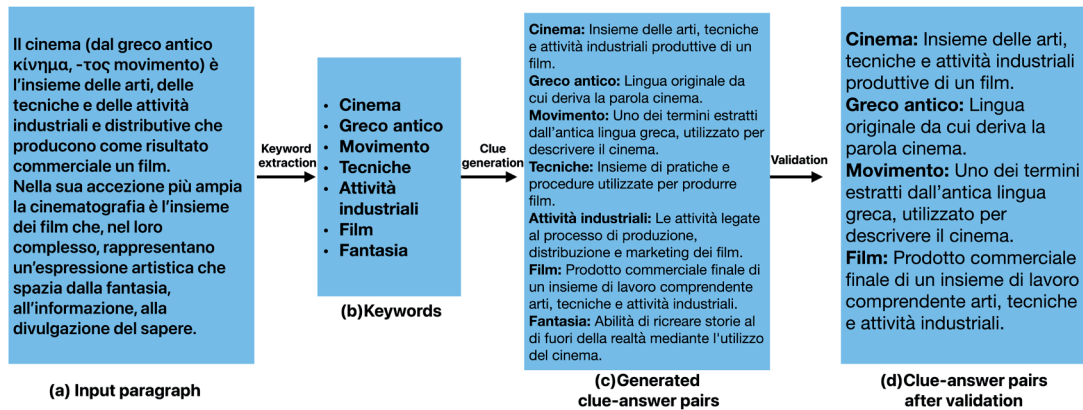 Il cinema (dal greco antico
κίνημα, -τος movimento) è
l'insieme delle arti, delle
tecniche e delle attività
industriali e distributive che
producono come risultato
commerciale un film.
Nella sua accezione più ampia
la cinematografia è l'insieme
dei film che, nel loro
complesso, rappresentano
un'espressione artistica che
spazia dalla fantasia,
all'informazione, alla
divulgazione del sapere.
(a) Input paragraph
Keyword
extraction
• Cinema
• Greco antico
• Movimento
• Tecniche
• Attività
industriali
• Film
• Fantasia
(b)Keywords
Clue
generation
Cinema: Insieme delle arti, tecniche
e attività industriali produttive di un
film.
Greco antico: Lingua originale da
cui deriva la parola cinema.
Movimento: Uno dei termini estratti
dall'antica lingua greca, utilizzato per
descrivere il cinema.
Tecniche: Insieme di pratiche e
procedure utilizzate per produrre
film.
Attività industriali: Le attività legate
al processo di produzione,
distribuzione e marketing dei film.
Film: Prodotto commerciale finale di
un insieme di lavoro comprendente
arti, tecniche e attività industriali.
Fantasia: Abilità di ricreare storie al
di fuori della realtà mediante l'utilizzo
del cinema.
(c)Generated
clue-answer pairs
Validation
Cinema: Insieme delle arti,
tecniche e attività industriali
produttive di un film.
Greco antico: Lingua
originale da cui deriva la
parola cinema.
Movimento: Uno dei termini
estratti dall'antica lingua
greca, utilizzato per
descrivere il cinema.
Film: Prodotto commerciale
finale di un insieme di lavoro
comprendente arti, tecniche
e attività industriali.
(d)Clue-answer pairs
after validation